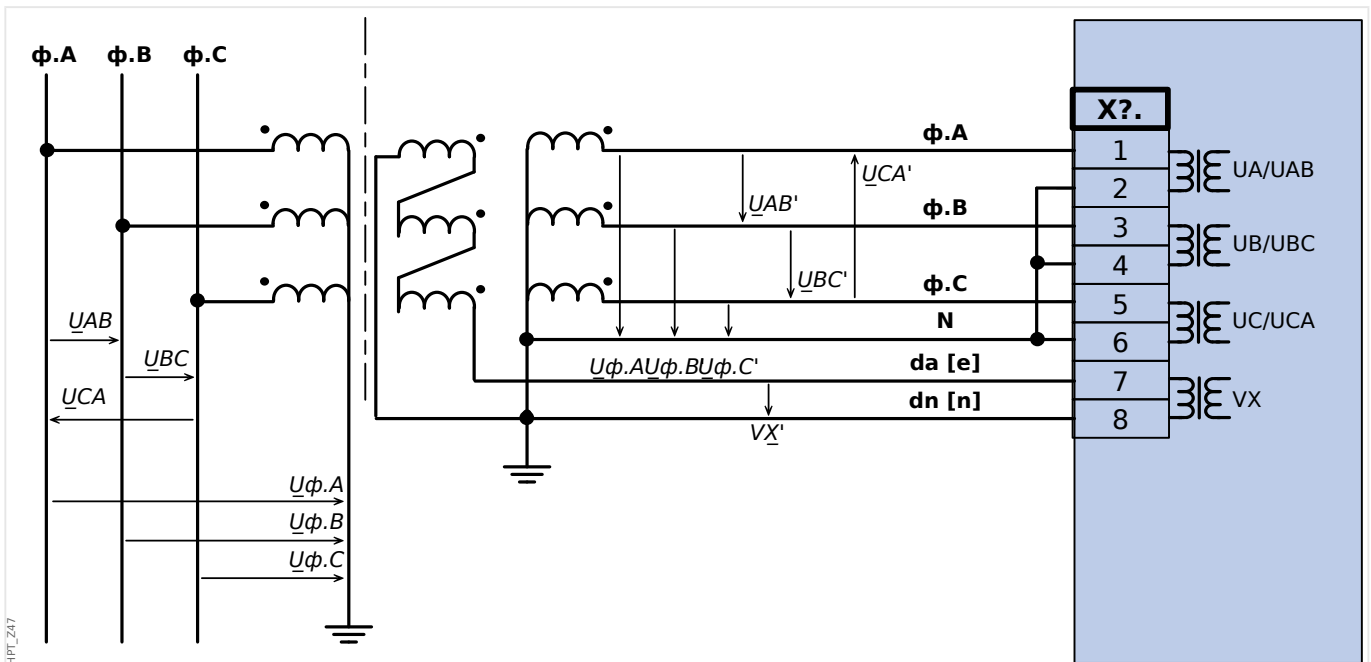 ф.A ф.B ф.C
X?.
ф.A
1
UCA'
2
UA/UAB
UAB'
ф.B
3
4
UB/UBC
UBC'
ф.C
5
N
6
UC/UCA
UAB
UBC
UCA
Uф.AUф.BUф.C'
da [e]
7
dn [n]
8
VX
VX'
Uф.A
Uф.B
Uф.C
HPT_Z47